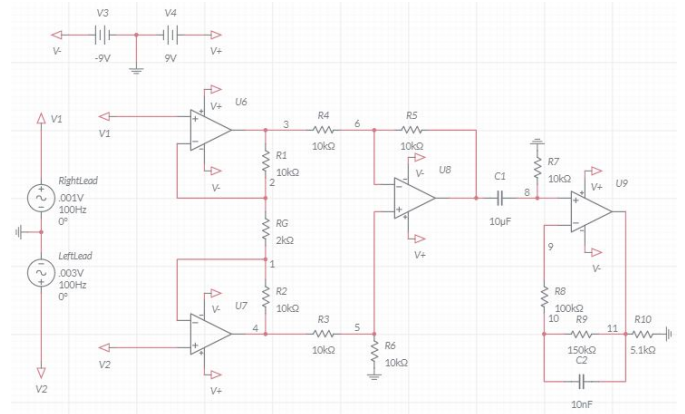 V3
V4
V-
-9V
9V
V+
V1
V1
RightLead
.001V
100Hz
0°
LeftLead
.003V
100Hz
0°
V2
V2
U6
V+
V-
3
R4
10kΩ
6
R5
10kΩ
R1
10kΩ
2
RG
2kΩ
1
R2
10kΩ
U7
V-
V+
4
R3
10kΩ
5
R6
10kΩ
U8
V-
V+
C1
10µF
8
R7
10kΩ
U9
V+
V-
9
R8
100kΩ
10
R9
150kΩ
11
R10
5.1kΩ
C2
10nF